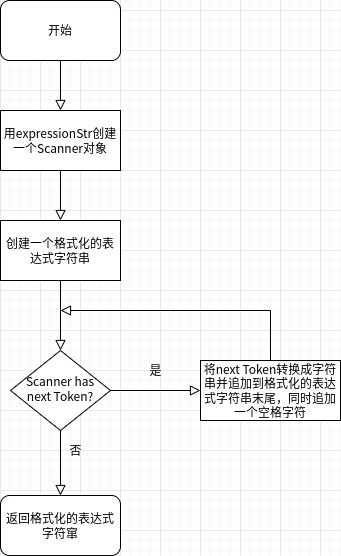 开始
用expressionStr创建
一个Scanner对象
创建一个格式化的表
达式字符串
Scanner has
next Token?
是
将next Token转换成字符
串并追加到格式化的表达
式字符串末尾，同时追加
一个空格字符
否
返回格式化的表达式
字符窜